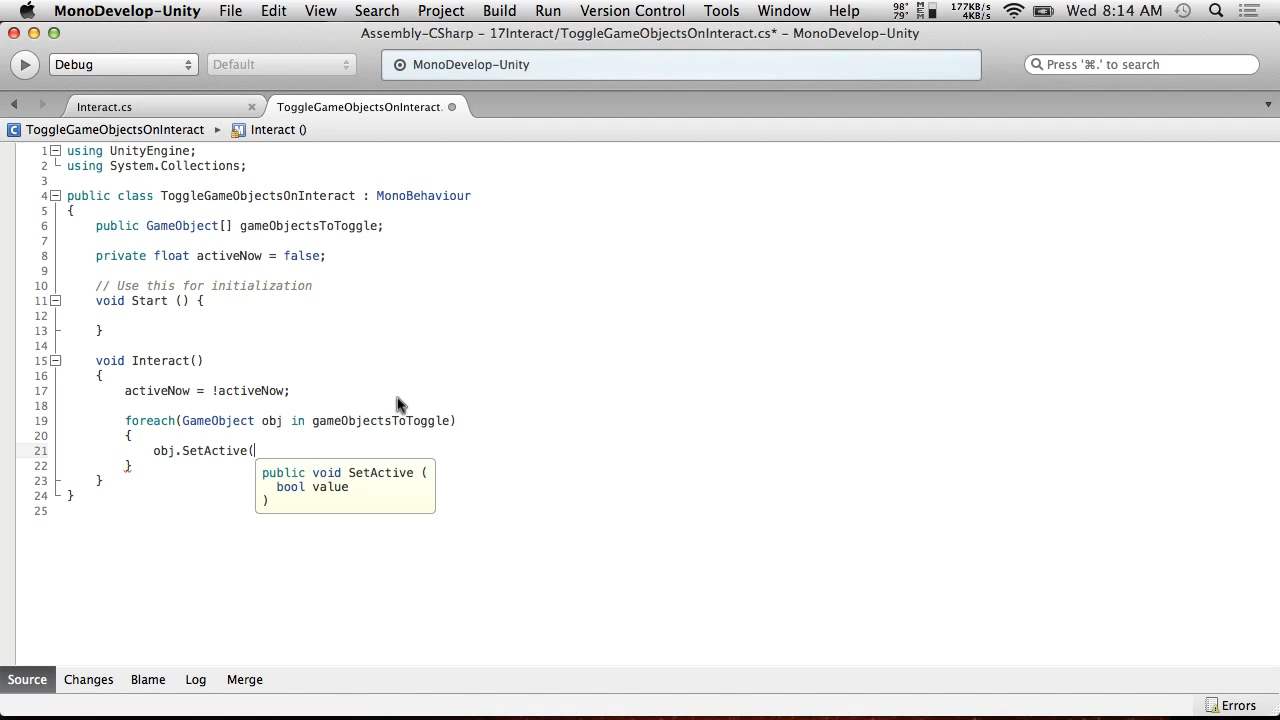 MonoDevelop-Unity File Edit View Search Project Build Run Version Control Tools Window Help 98° 79° M 177KB/s 4KB/s Wed 8:14 AM
Assembly-CSharp – 17Interact/ToggleGameObjectsOnInteract.cs* – MonoDevelop-Unity
Debug Default MonoDevelop-Unity Press '⌘.' to search
Interact.cs × ToggleGameObjectsOnInteract.
C ToggleGameObjectsOnInteract ▸ M Interact ()
1 using UnityEngine;
2 using System.Collections;
3
4 public class ToggleGameObjectsOnInteract : MonoBehaviour
5 {
6 public GameObject[] gameObjectsToToggle;
7
8 private float activeNow = false;
9
10 // Use this for initialization
11 void Start () {
12
13 }
14
15 void Interact()
16 {
17 activeNow = !activeNow;
18
19 foreach(GameObject obj in gameObjectsToToggle)
20 {
21 obj.SetActive(
22 }
23 }
24 }
25
public void SetActive (
bool value
)
Source Changes Blame Log Merge
Errors